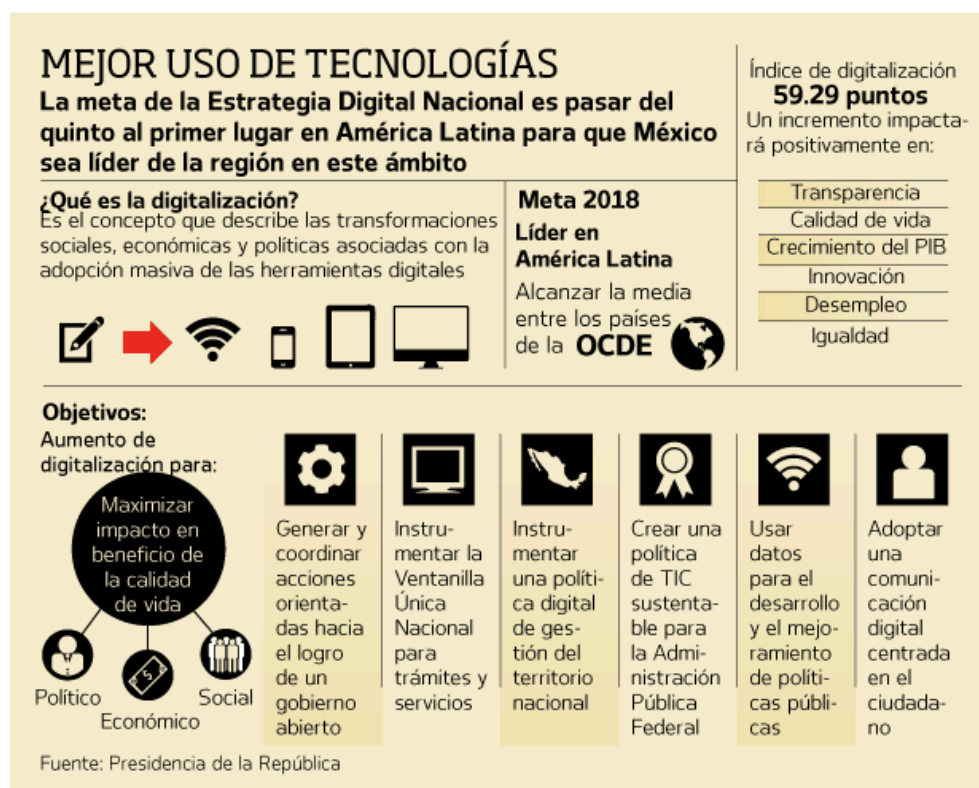 MEJOR USO DE TECNOLOGÍAS
La meta de la Estrategia Digital Nacional es pasar del
quinto al primer lugar en América Latina para que México
sea líder de la región en este ámbito
Índice de digitalización
59.29 puntos
Un incremento impacta-
rá positivamente en:
Transparencia
Calidad de vida
Crecimiento del PIB
Innovación
Desempleo
Igualdad
¿Qué es la digitalización?
Es el concepto que describe las transformaciones
sociales, económicas y políticas asociadas con la
adopción masiva de las herramientas digitales
Meta 2018
Líder en
América Latina
Alcanzar la media
entre los países
de la OCDE
Objetivos:
Aumento de
digitalización para:
Maximizar
impacto en
beneficio de
la calidad
de vida
Político
Económico
Social
Generar y
coordinar
acciones
orienta-
das hacia
el logro
de un
gobierno
abierto
Instru-
mentar la
Ventanilla
Única
Nacional
para
trámites y
servicios
Instru-
mentar
una políti-
ca digital
de ges-
tión del
territorio
nacional
Crear una
política
de TIC
sustenta-
ble para
la Admi-
nistración
Pública
Federal
Usar
datos
para el
desarrollo
y el mejo-
ramiento
de políti-
cas públi-
cas
Adoptar
una
comuni-
cación
digital
centrada
en el
ciudada-
no
Fuente: Presidencia de la República